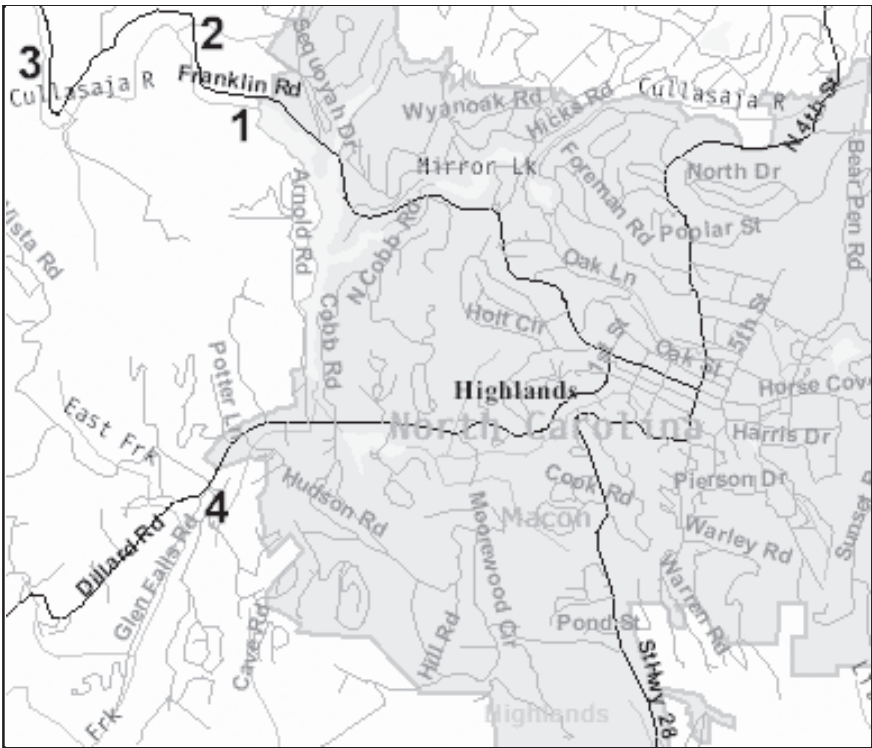 2
3
Cullasaja R
Franklin Rd
1
Sequoyah Dr
Wyanoak Rd
Hicks Rd
Cullasaja R
N 4th St
Mirror Lk
North Dr
Bear Pen Rd
Foreman Rd
Poplar St
Arnold Rd
N Cobb Rd
Vista Rd
Oak Ln
Holt Cir
Cobb Rd
1st St
5th St
Oak St
Potter Ln
Highlands
Horse Cove
North Carolina
Harris Dr
East Frk
Cook Rd
Pierson Dr
Hudson Rd
4
Macon
Moorewood Cir
Warley Rd
Sunset
Dillard Rd
Glen Falls Rd
Warren Rd
Pond St
Cave Rd
Hill Rd
St Hwy 28
Highlands
Frk